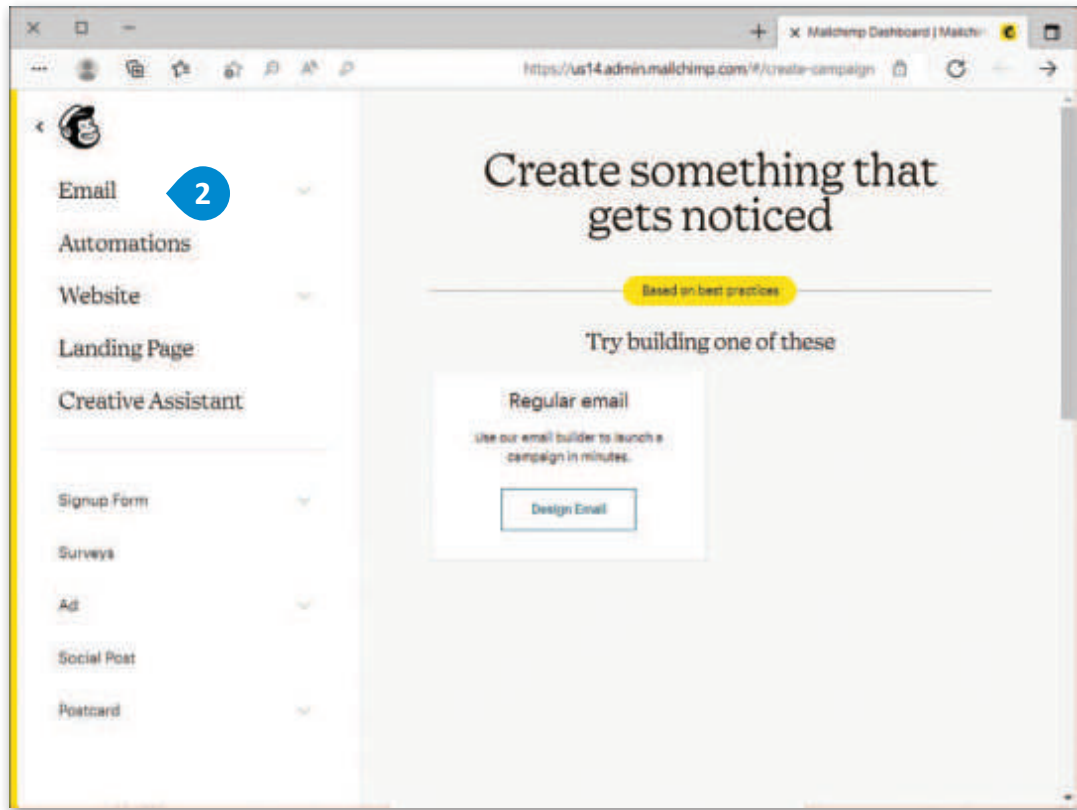 Mailchimp Dashboard | Mailch
https://us14.admin.mailchimp.com/#/create-campaign
Email
2
Automations
Website
Landing Page
Creative Assistant
Signup Form
Surveys
Ad
Social Post
Postcard
Create something that
gets noticed
Based on best practices
Try building one of these
Regular email
Use our email builder to launch a
campaign in minutes.
Design Email